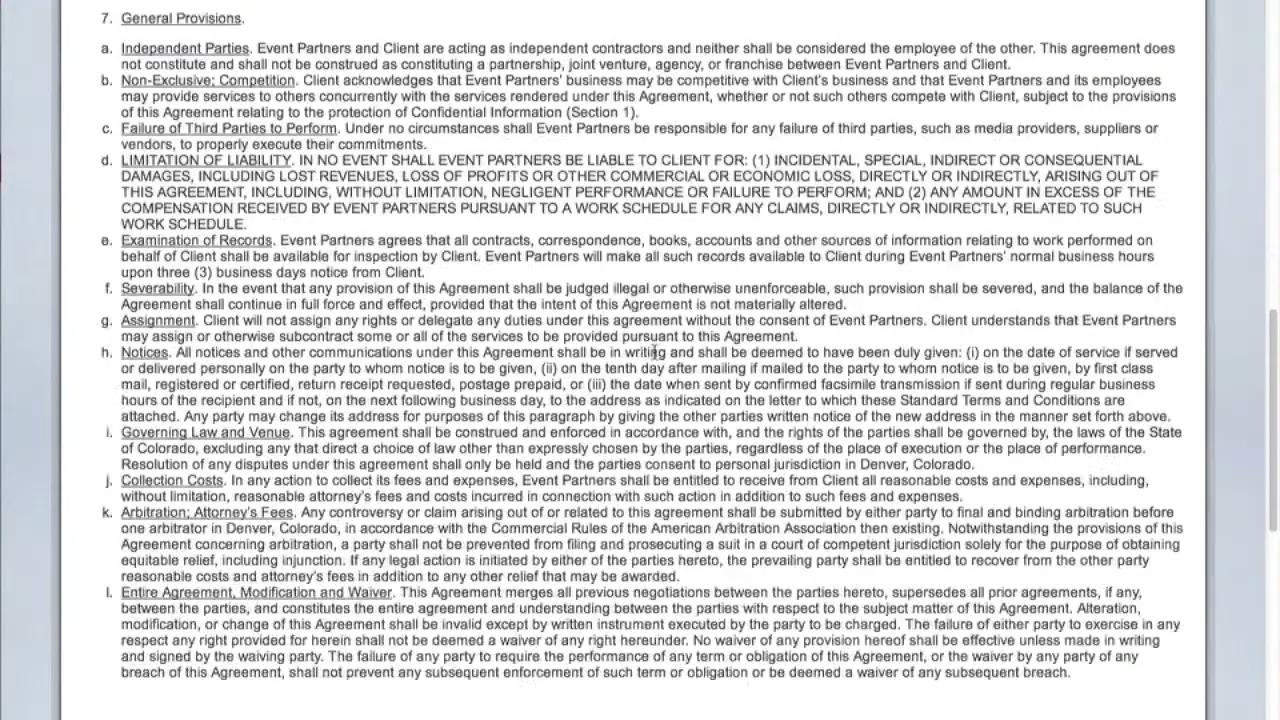 7. General Provisions.
a. Independent Parties. Event Partners and Client are acting as independent contractors and neither shall be considered the employee of the other. This agreement does
not constitute and shall not be construed as constituting a partnership, joint venture, agency, or franchise between Event Partners and Client.
b. Non-Exclusive; Competition. Client acknowledges that Event Partners' business may be competitive with Client's business and that Event Partners and its employees
may provide services to others concurrently with the services rendered under this Agreement, whether or not such others compete with Client, subject to the provisions
of this Agreement relating to the protection of Confidential Information (Section 1).
c. Failure of Third Parties to Perform. Under no circumstances shall Event Partners be responsible for any failure of third parties, such as media providers, suppliers or
vendors, to properly execute their commitments.
d. LIMITATION OF LIABILITY. IN NO EVENT SHALL EVENT PARTNERS BE LIABLE TO CLIENT FOR: (1) INCIDENTAL, SPECIAL, INDIRECT OR CONSEQUENTIAL
DAMAGES, INCLUDING LOST REVENUES, LOSS OF PROFITS OR OTHER COMMERCIAL OR ECONOMIC LOSS, DIRECTLY OR INDIRECTLY, ARISING OUT OF
THIS AGREEMENT, INCLUDING, WITHOUT LIMITATION, NEGLIGENT PERFORMANCE OR FAILURE TO PERFORM; AND (2) ANY AMOUNT IN EXCESS OF THE
COMPENSATION RECEIVED BY EVENT PARTNERS PURSUANT TO A WORK SCHEDULE FOR ANY CLAIMS, DIRECTLY OR INDIRECTLY, RELATED TO SUCH
WORK SCHEDULE.
e. Examination of Records. Event Partners agrees that all contracts, correspondence, books, accounts and other sources of information relating to work performed on
behalf of Client shall be available for inspection by Client. Event Partners will make all such records available to Client during Event Partners' normal business hours
upon three (3) business days notice from Client.
f. Severability. In the event that any provision of this Agreement shall be judged illegal or otherwise unenforceable, such provision shall be severed, and the balance of the
Agreement shall continue in full force and effect, provided that the intent of this Agreement is not materially altered.
g. Assignment. Client will not assign any rights or delegate any duties under this agreement without the consent of Event Partners. Client understands that Event Partners
may assign or otherwise subcontract some or all of the services to be provided pursuant to this Agreement.
h. Notices. All notices and other communications under this Agreement shall be in writing and shall be deemed to have been duly given: (i) on the date of service if served
or delivered personally on the party to whom notice is to be given, (ii) on the tenth day after mailing if mailed to the party to whom notice is to be given, by first class
mail, registered or certified, return receipt requested, postage prepaid, or (iii) the date when sent by confirmed facsimile transmission if sent during regular business
hours of the recipient and if not, on the next following business day, to the address as indicated on the letter to which these Standard Terms and Conditions are
attached. Any party may change its address for purposes of this paragraph by giving the other parties written notice of the new address in the manner set forth above.
i. Governing Law and Venue. This agreement shall be construed and enforced in accordance with, and the rights of the parties shall be governed by, the laws of the State
of Colorado, excluding any that direct a choice of law other than expressly chosen by the parties, regardless of the place of execution or the place of performance.
Resolution of any disputes under this agreement shall only be held and the parties consent to personal jurisdiction in Denver, Colorado.
j. Collection Costs. In any action to collect its fees and expenses, Event Partners shall be entitled to receive from Client all reasonable costs and expenses, including,
without limitation, reasonable attorney's fees and costs incurred in connection with such action in addition to such fees and expenses.
k. Arbitration; Attorney's Fees. Any controversy or claim arising out of or related to this agreement shall be submitted by either party to final and binding arbitration before
one arbitrator in Denver, Colorado, in accordance with the Commercial Rules of the American Arbitration Association then existing. Notwithstanding the provisions of this
Agreement concerning arbitration, a party shall not be prevented from filing and prosecuting a suit in a court of competent jurisdiction solely for the purpose of obtaining
equitable relief, including injunction. If any legal action is initiated by either of the parties hereto, the prevailing party shall be entitled to recover from the other party
reasonable costs and attorney's fees in addition to any other relief that may be awarded.
l. Entire Agreement, Modification and Waiver. This Agreement merges all previous negotiations between the parties hereto, supersedes all prior agreements, if any,
between the parties, and constitutes the entire agreement and understanding between the parties with respect to the subject matter of this Agreement. Alteration,
modification, or change of this Agreement shall be invalid except by written instrument executed by the party to be charged. The failure of either party to exercise in any
respect any right provided for herein shall not be deemed a waiver of any right hereunder. No waiver of any provision hereof shall be effective unless made in writing
and signed by the waiving party. The failure of any party to require the performance of any term or obligation of this Agreement, or the waiver by any party of any
breach of this Agreement, shall not prevent any subsequent enforcement of such term or obligation or be deemed a waiver of any subsequent breach.